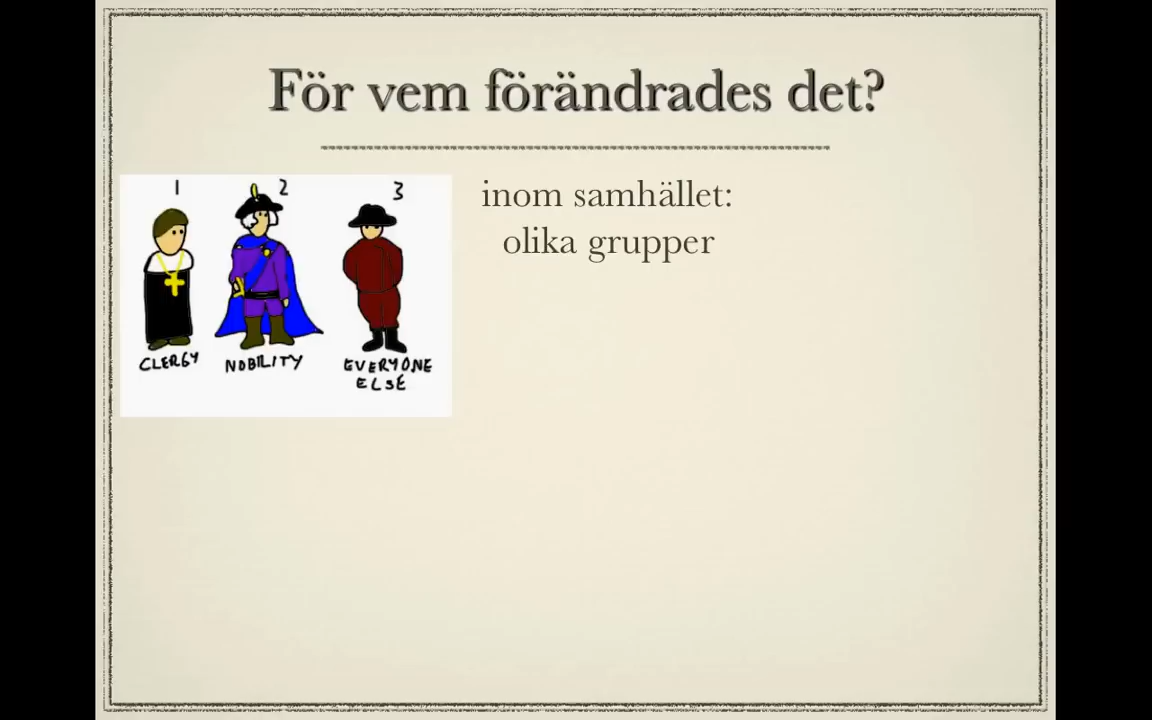 För vem förändrades det?
inom samhället:
olika grupper
1 2 3
CLERGY NOBILITY EVERYONE
ELSE